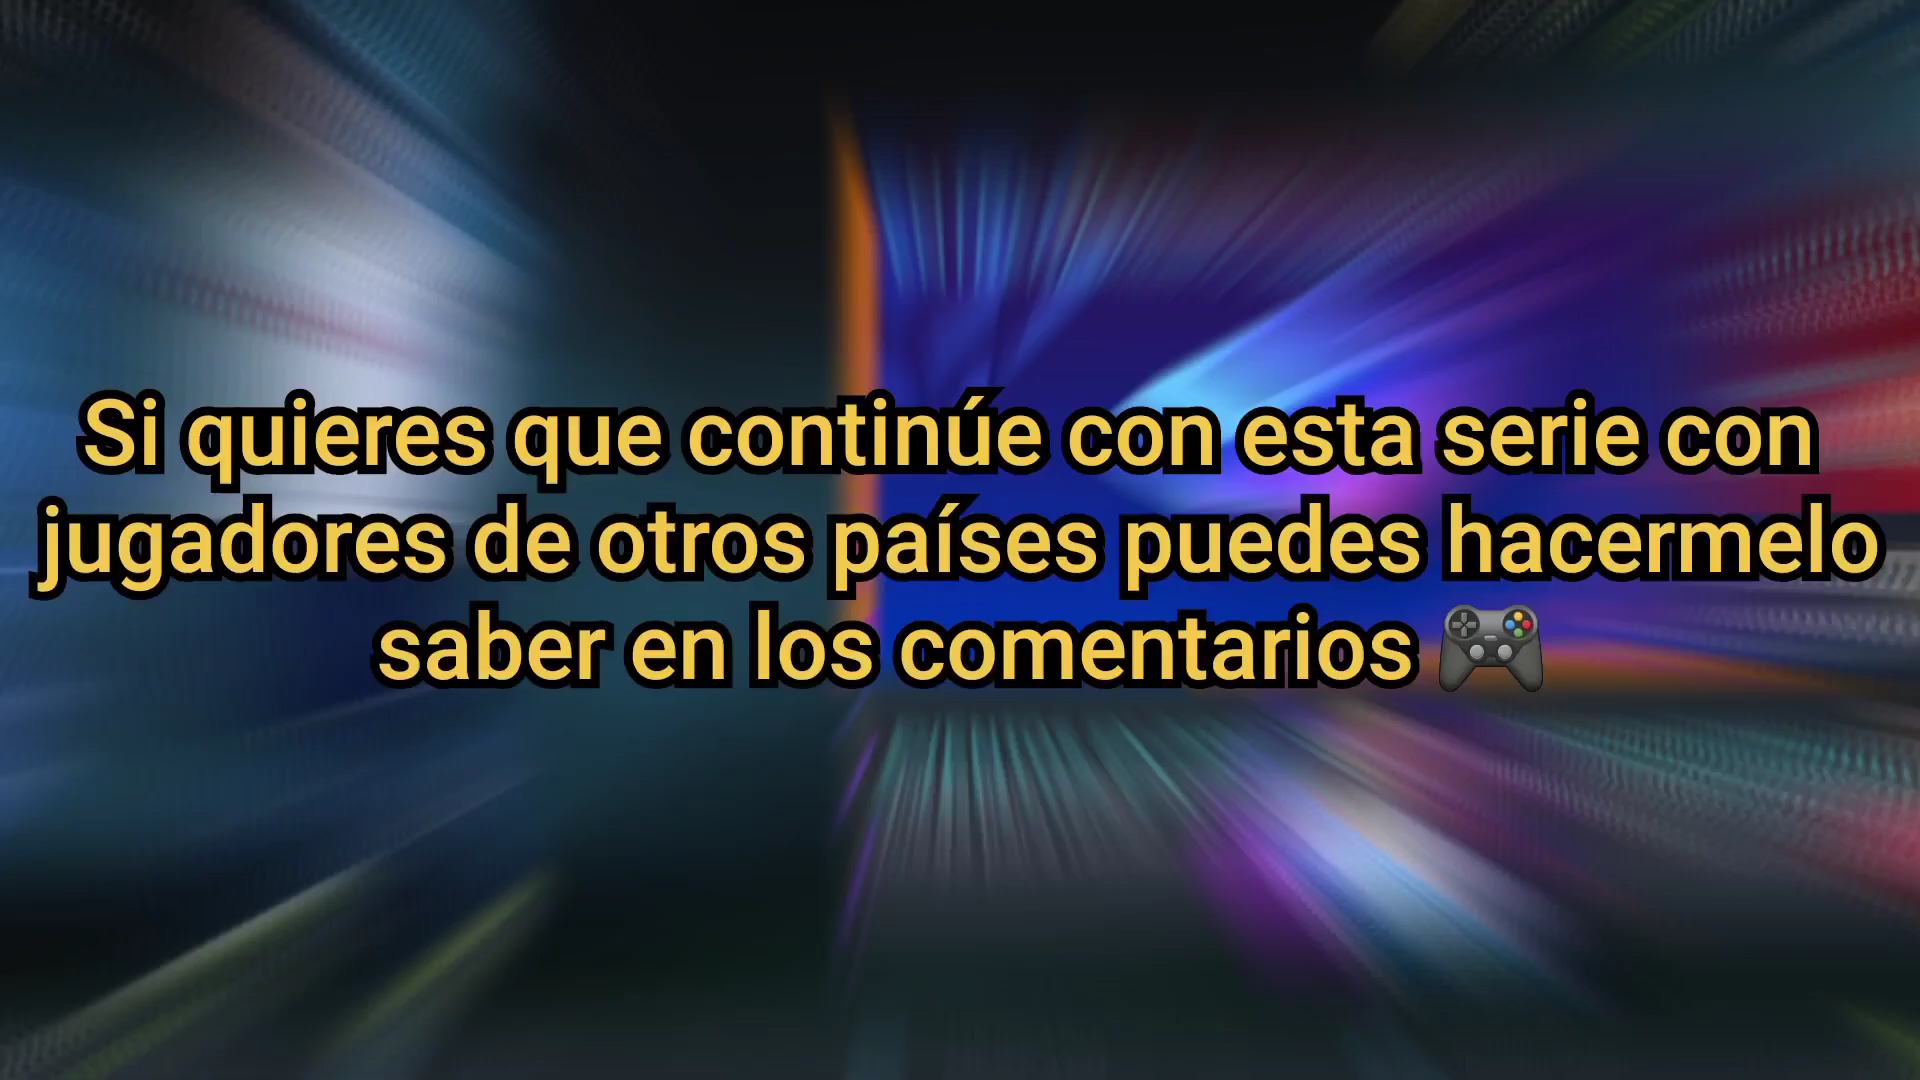 Si quieres que continúe con esta serie con
jugadores de otros países puedes hacermelo
saber en los comentarios 🎮